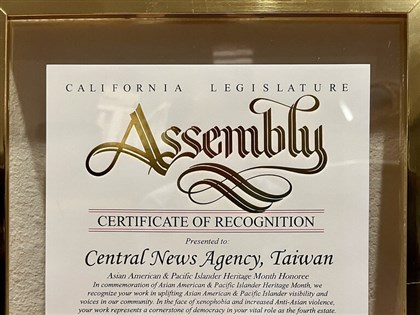 CALIFORNIA LEGISLATURE
Assembly
CERTIFICATE OF RECOGNITION
Presented to:
Central News Agency, Taiwan
Asian American & Pacific Islander Heritage Month Honoree
In commemoration of Asian American & Pacific Islander Heritage Month, we
recognize your work in uplifting Asian American & Pacific Islander visibility and
voices in our community. In the face of xenophobia and increased Anti-Asian violence,
your work represents a cornerstone of democracy in your vital role as the fourth estate.